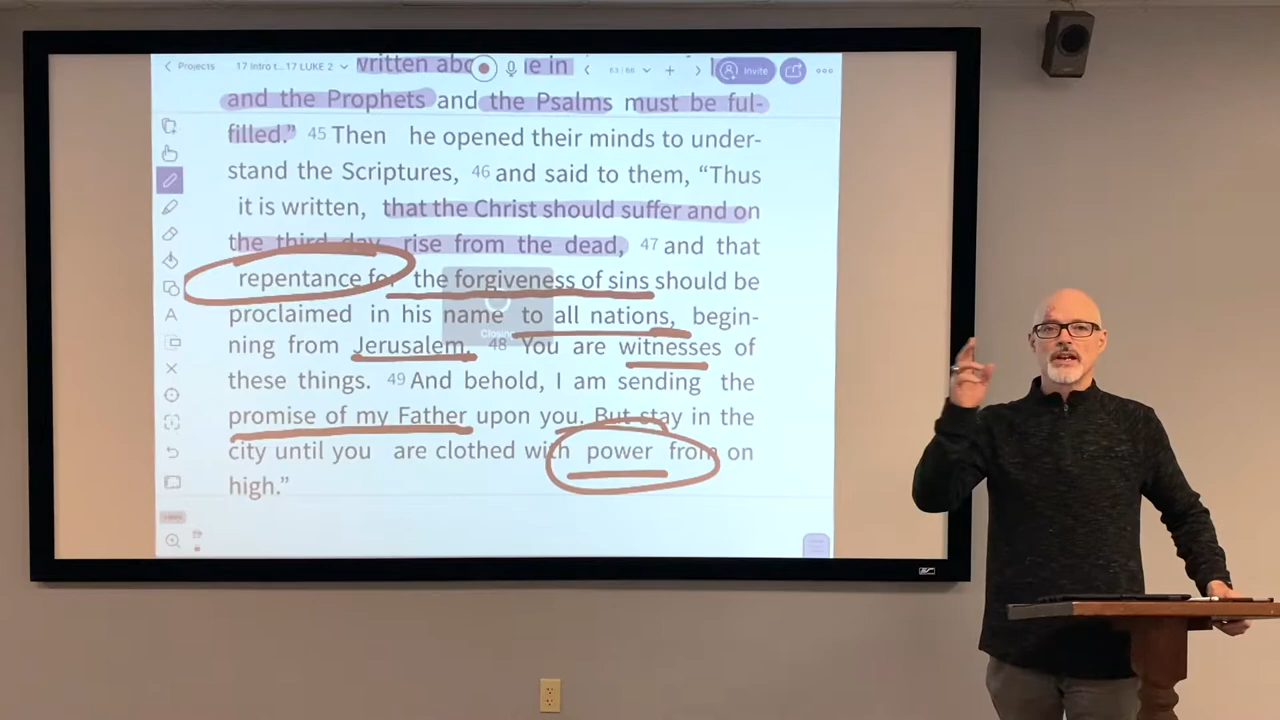 Projects 17 Intro t...17 LUKE 2 written abo e in 63 / 66 Invite
and the Prophets and the Psalms must be ful-
filled.” 45 Then he opened their minds to under-
stand the Scriptures, 46 and said to them, “Thus
it is written, that the Christ should suffer and on
the third day rise from the dead, 47 and that
repentance for the forgiveness of sins should be
proclaimed in his name to all nations, begin-
ning from Jerusalem. 48 You are witnesses of
these things. 49 And behold, I am sending the
promise of my Father upon you. But stay in the
city until you are clothed with power from on
high.”